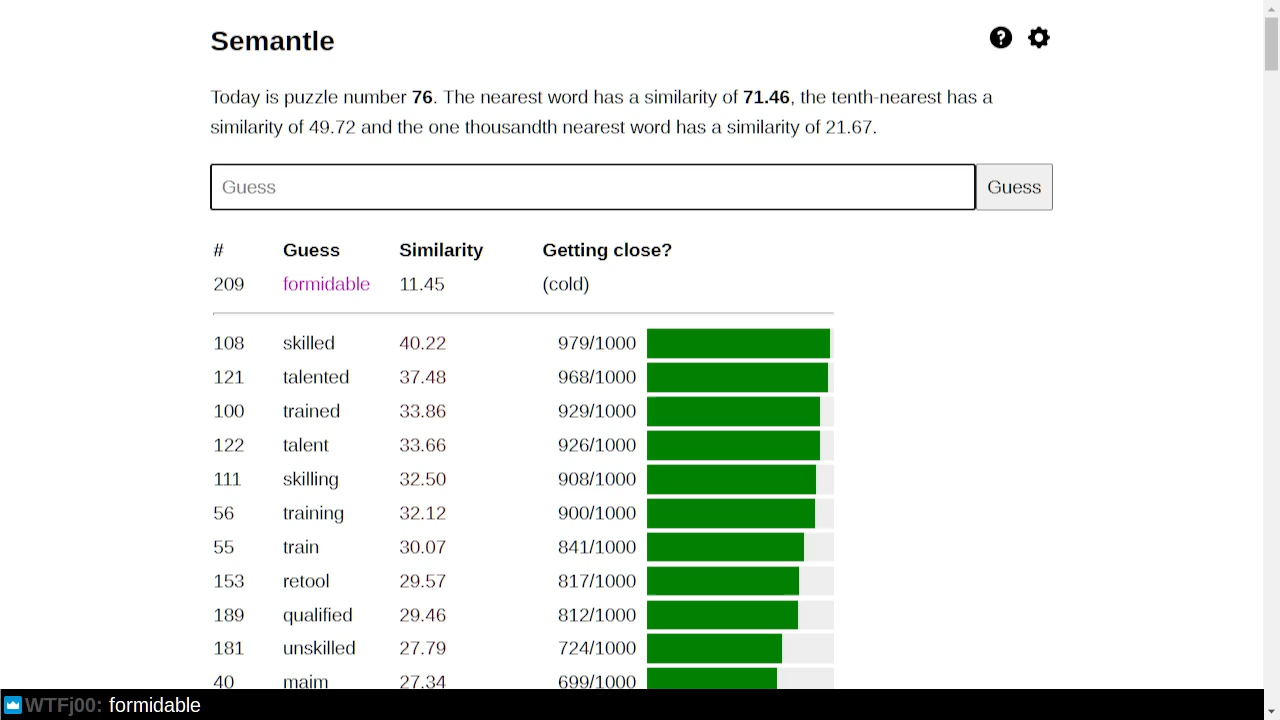 Semantle
Today is puzzle number 76. The nearest word has a similarity of 71.46, the tenth-nearest has a
similarity of 49.72 and the one thousandth nearest word has a similarity of 21.67.
Guess Guess
# Guess Similarity Getting close?
209 formidable 11.45 (cold)
108 skilled 40.22 979/1000
121 talented 37.48 968/1000
100 trained 33.86 929/1000
122 talent 33.66 926/1000
111 skilling 32.50 908/1000
56 training 32.12 900/1000
55 train 30.07 841/1000
153 retool 29.57 817/1000
189 qualified 29.46 812/1000
181 unskilled 27.79 724/1000
40 maim 27.34 699/1000
WTFj00: formidable